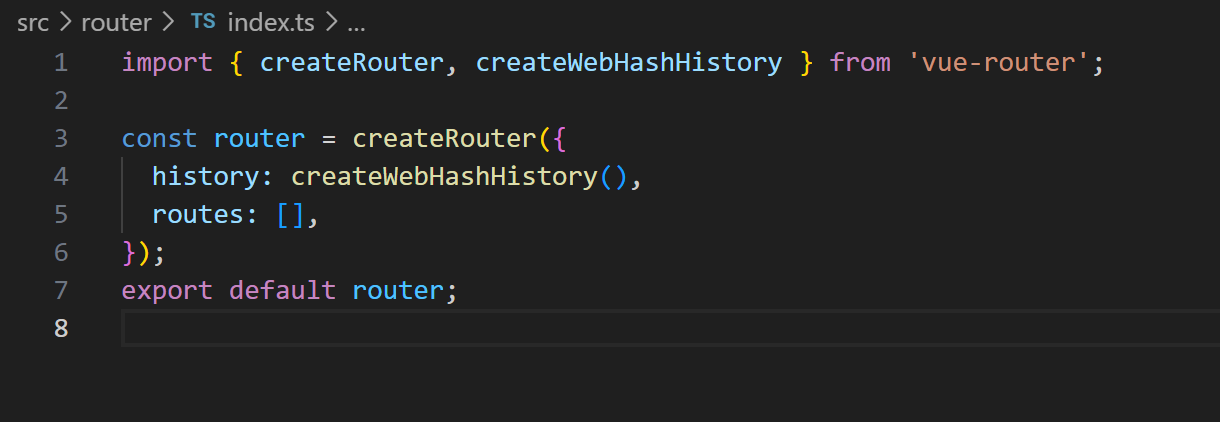 src > router > TS index.ts > ...
1 import { createRouter, createWebHashHistory } from 'vue-router';
2
3 const router = createRouter({
4   history: createWebHashHistory(),
5   routes: [],
6 });
7 export default router;
8